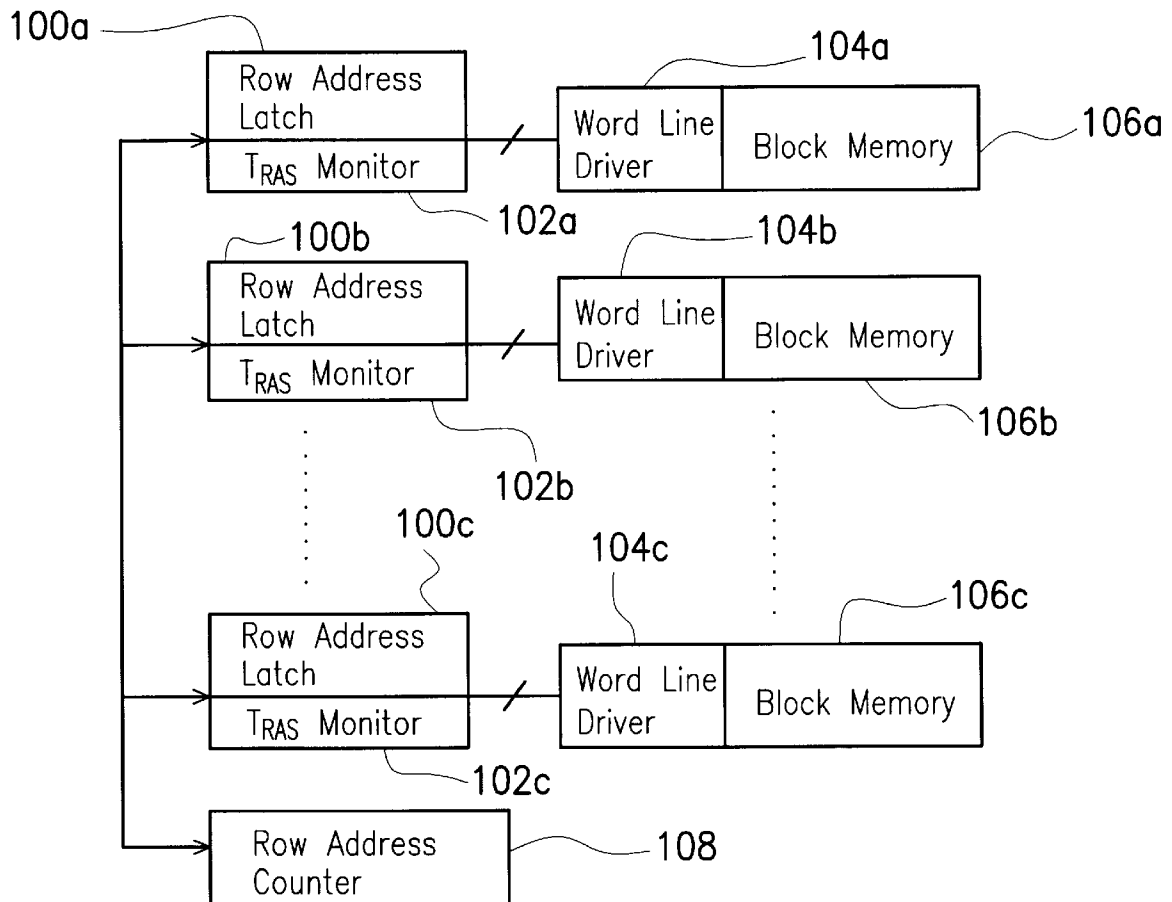 100a
Row Address
Latch
T_RAS Monitor
102a
104a
Word Line
Driver
Block Memory
106a
100b
Row Address
Latch
T_RAS Monitor
102b
104b
Word Line
Driver
Block Memory
106b
100c
Row Address
Latch
T_RAS Monitor
102c
104c
Word Line
Driver
Block Memory
106c
Row Address
Counter
108